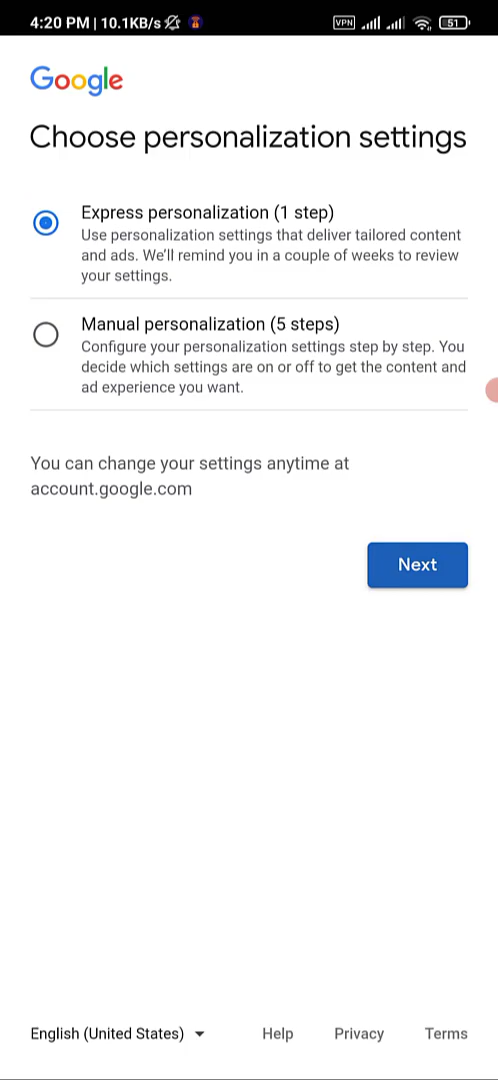 4:20 PM | 10.1KB/s VPN 51
Google
Choose personalization settings
Express personalization (1 step)
Use personalization settings that deliver tailored content
and ads. We'll remind you in a couple of weeks to review
your settings.
Manual personalization (5 steps)
Configure your personalization settings step by step. You
decide which settings are on or off to get the content and
ad experience you want.
You can change your settings anytime at
account.google.com
Next
English (United States) Help Privacy Terms